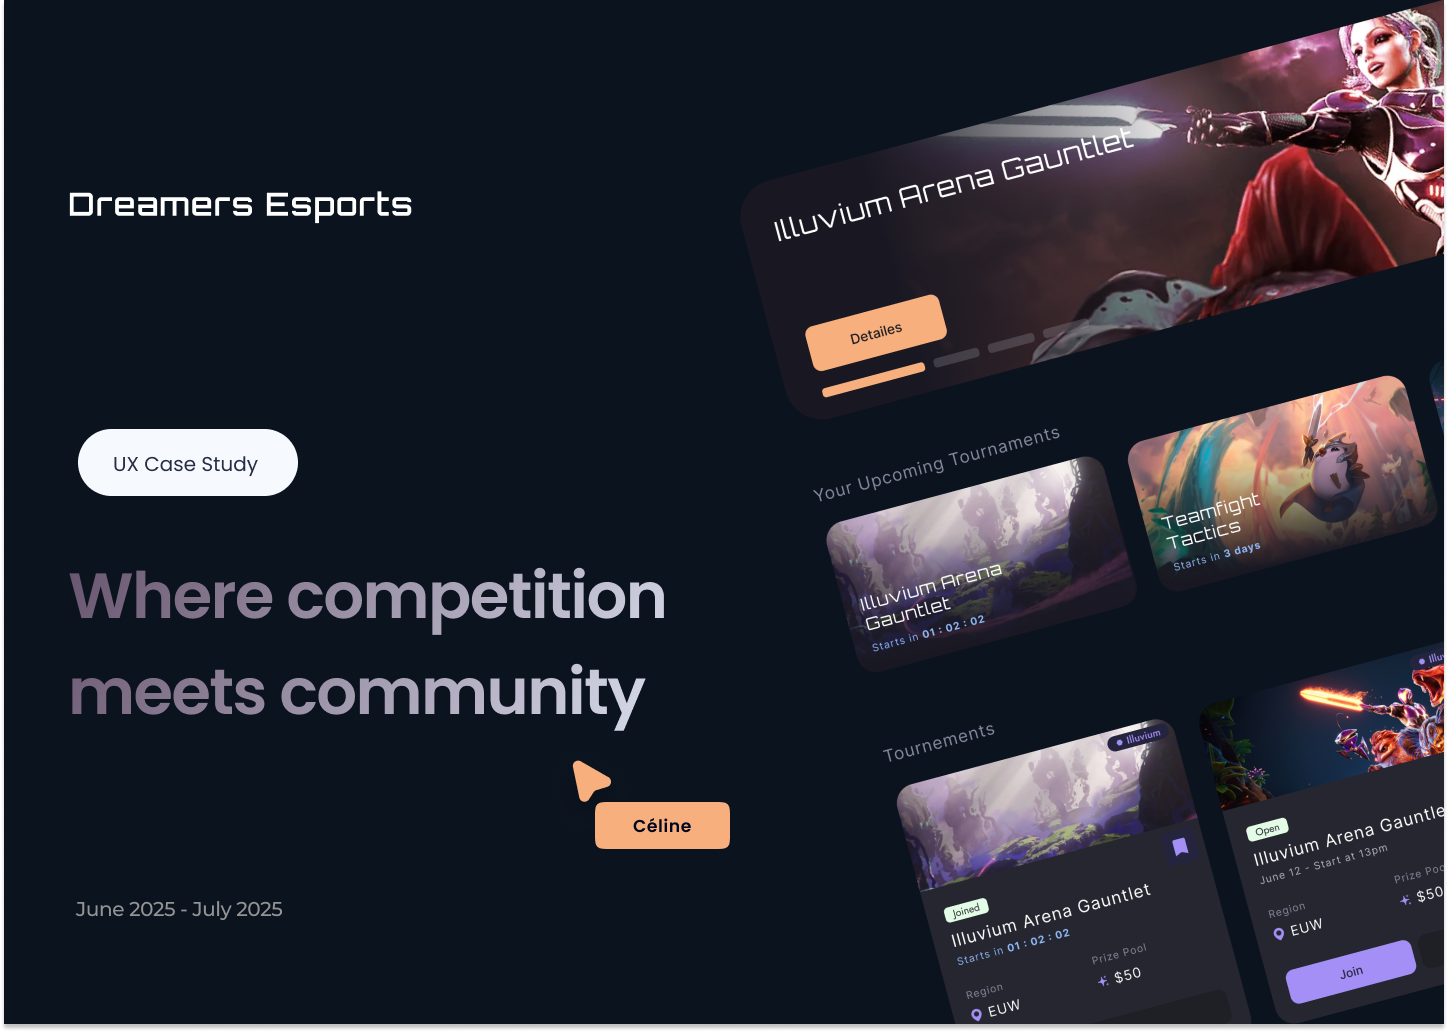 Dreamers Esports
UX Case Study
Where competition
meets community
Céline
June 2025 - July 2025
Illuvium Arena Gauntlet
Detailes
Your Upcoming Tournaments
Illuvium Arena
Gauntlet
Starts in 01 : 02 : 02
Teamfight
Tactics
Starts in 3 days
Tournements
Illuvium
Joined
Illuvium Arena Gauntlet
Starts in 01 : 02 : 02
Region
EUW
Prize Pool
$50
Open
Illuvium Arena Gauntle
June 12 - Start at 13pm
Region
EUW
Prize Poo
$50
Join